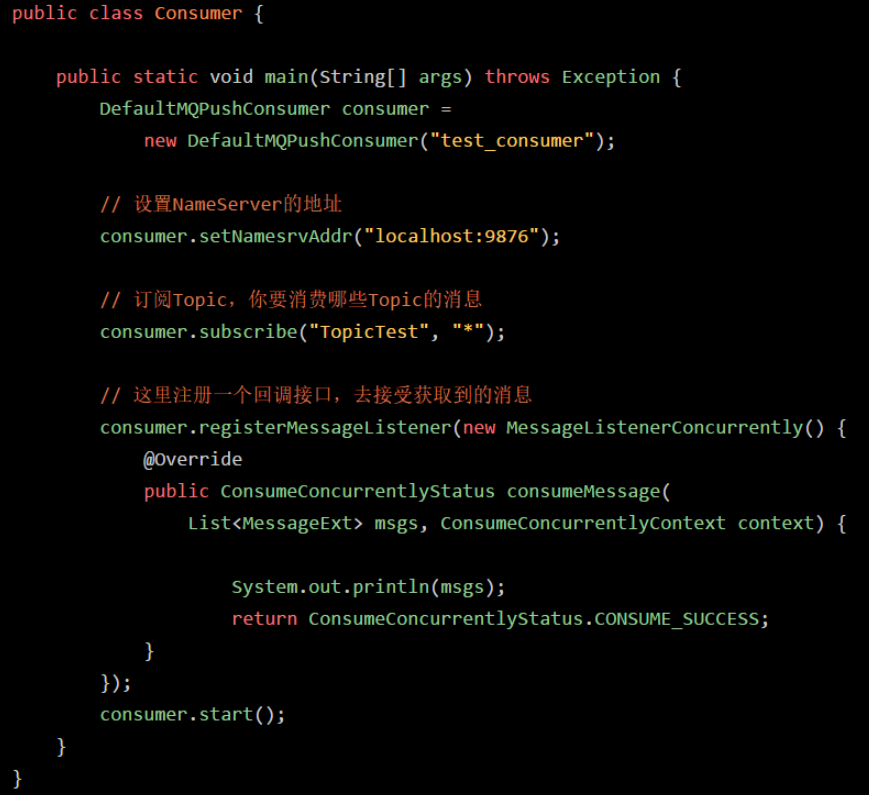 public class Consumer {
public static void main(String[] args) throws Exception {
DefaultMQPushConsumer consumer =
new DefaultMQPushConsumer("test_consumer");
// 设置NameServer的地址
consumer.setNamesrvAddr("localhost:9876");
// 订阅Topic，你要消费哪些Topic的消息
consumer.subscribe("TopicTest", "*");
// 这里注册一个回调接口，去接受获取到的消息
consumer.registerMessageListener(new MessageListenerConcurrently() {
@Override
public ConsumeConcurrentlyStatus consumeMessage(
List<MessageExt> msgs, ConsumeConcurrentlyContext context) {
System.out.println(msgs);
return ConsumeConcurrentlyStatus.CONSUME_SUCCESS;
}
});
consumer.start();
}
}